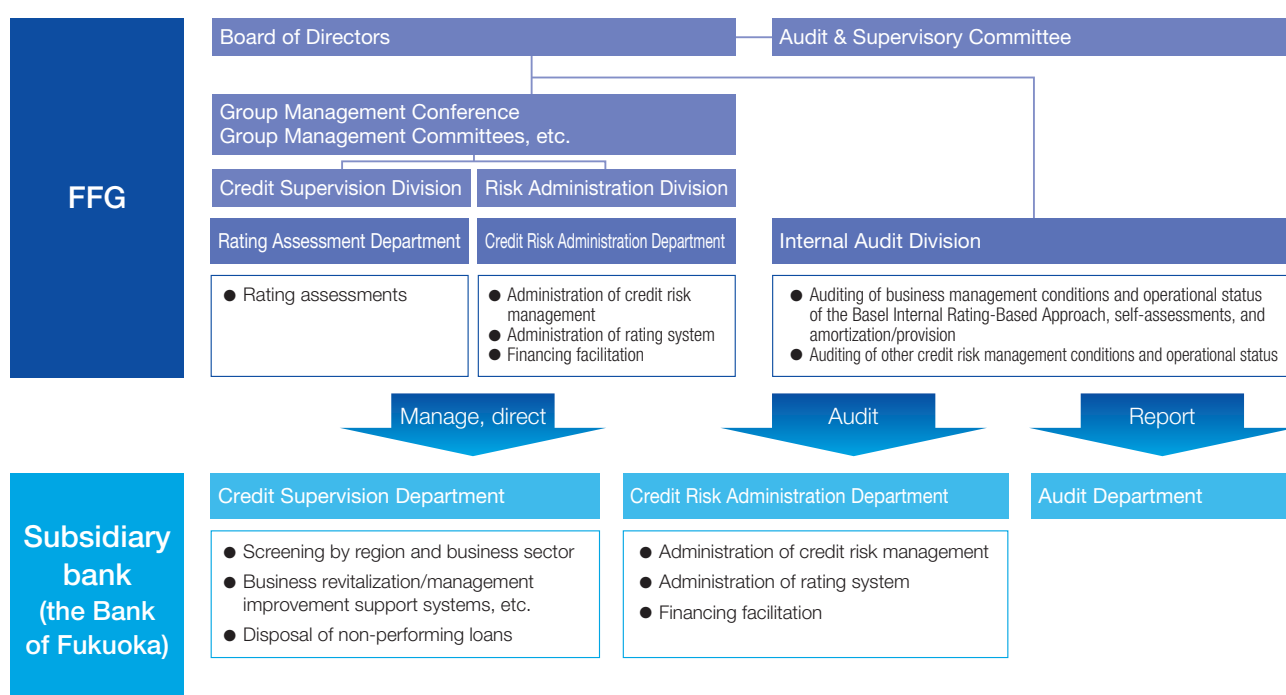 FFG
Board of Directors
Audit & Supervisory Committee
Group Management Conference
Group Management Committees, etc.
Credit Supervision Division
Risk Administration Division
Rating Assessment Department
Credit Risk Administration Department
Internal Audit Division
● Rating assessments
● Administration of credit risk
management
● Administration of rating system
● Financing facilitation
● Auditing of business management conditions and operational status
of the Basel Internal Rating-Based Approach, self-assessments, and
amortization/provision
● Auditing of other credit risk management conditions and operational status
Manage, direct
Audit
Report
Subsidiary
bank
(the Bank
of Fukuoka)
Credit Supervision Department
Credit Risk Administration Department
Audit Department
● Screening by region and business sector
● Business revitalization/management
improvement support systems, etc.
● Disposal of non-performing loans
● Administration of credit risk management
● Administration of rating system
● Financing facilitation